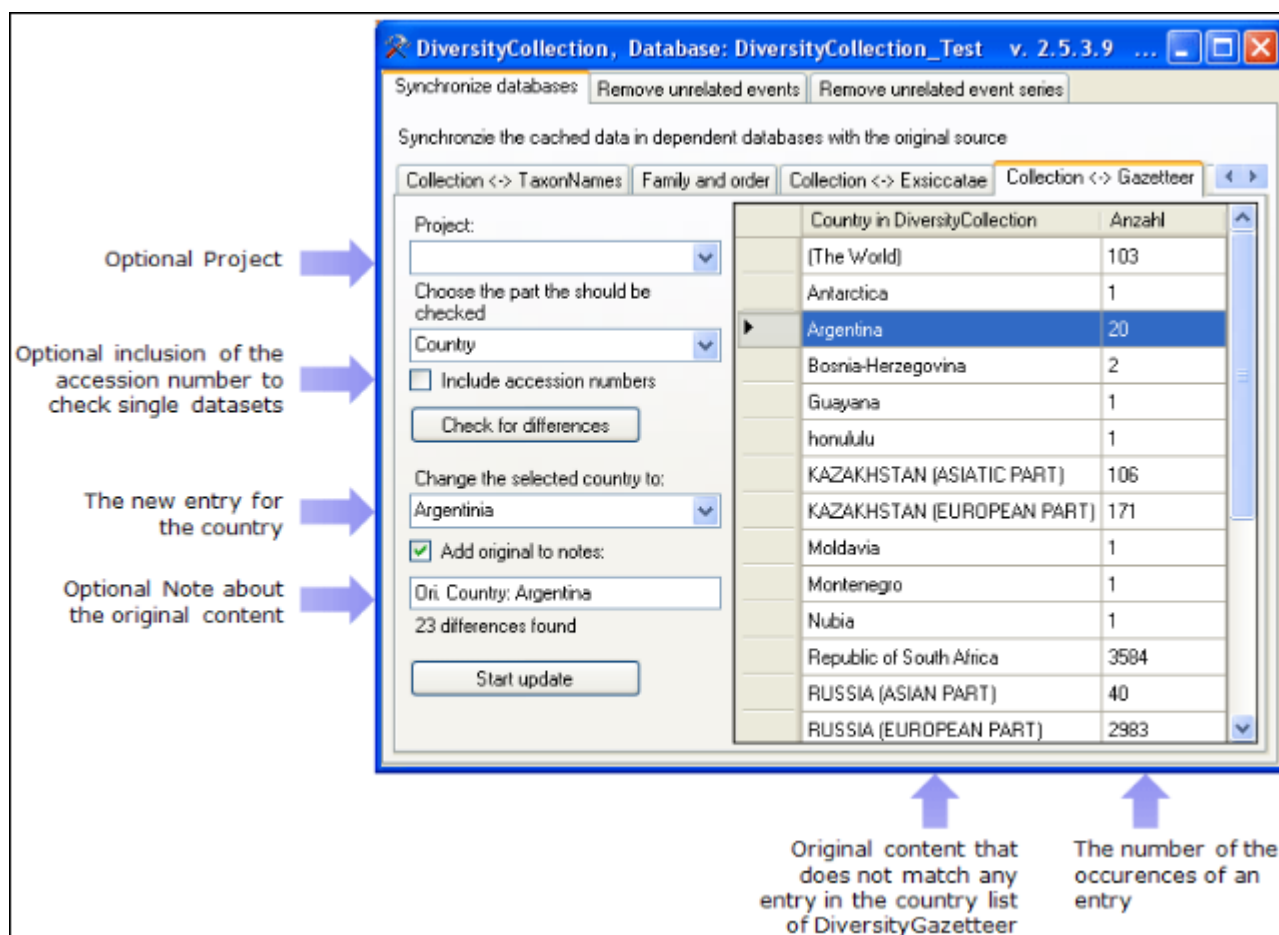 DiversityCollection, Database: DiversityCollection_Test v. 2.5.3.9 ...
Synchronize databases Remove unrelated events Remove unrelated event series
Synchronzie the cached data in dependent databases with the original source
Collection <-> TaxonNames Family and order Collection <-> Exsiccatae Collection <-> Gazetteer
Project:
Optional Project
Choose the part the should be
checked
Country
Optional inclusion of the
accession number to
check single datasets
Include accession numbers
Check for differences
Change the selected country to:
The new entry for
the country
Argentinia
Add original to notes:
Optional Note about
the original content
Ori. Country: Argentina
23 differences found
Start update
Country in DiversityCollection Anzahl
(The World) 103
Antarctica 1
Argentina 20
Bosnia-Herzegovina 2
Guayana 1
honululu 1
KAZAKHSTAN (ASIATIC PART) 106
KAZAKHSTAN (EUROPEAN PART) 171
Moldavia 1
Montenegro 1
Nubia 1
Republic of South Africa 3584
RUSSIA (ASIAN PART) 40
RUSSIA (EUROPEAN PART) 2983
Original content that
does not match any
entry in the country list
of DiversityGazetteer
The number of the
occurences of an
entry